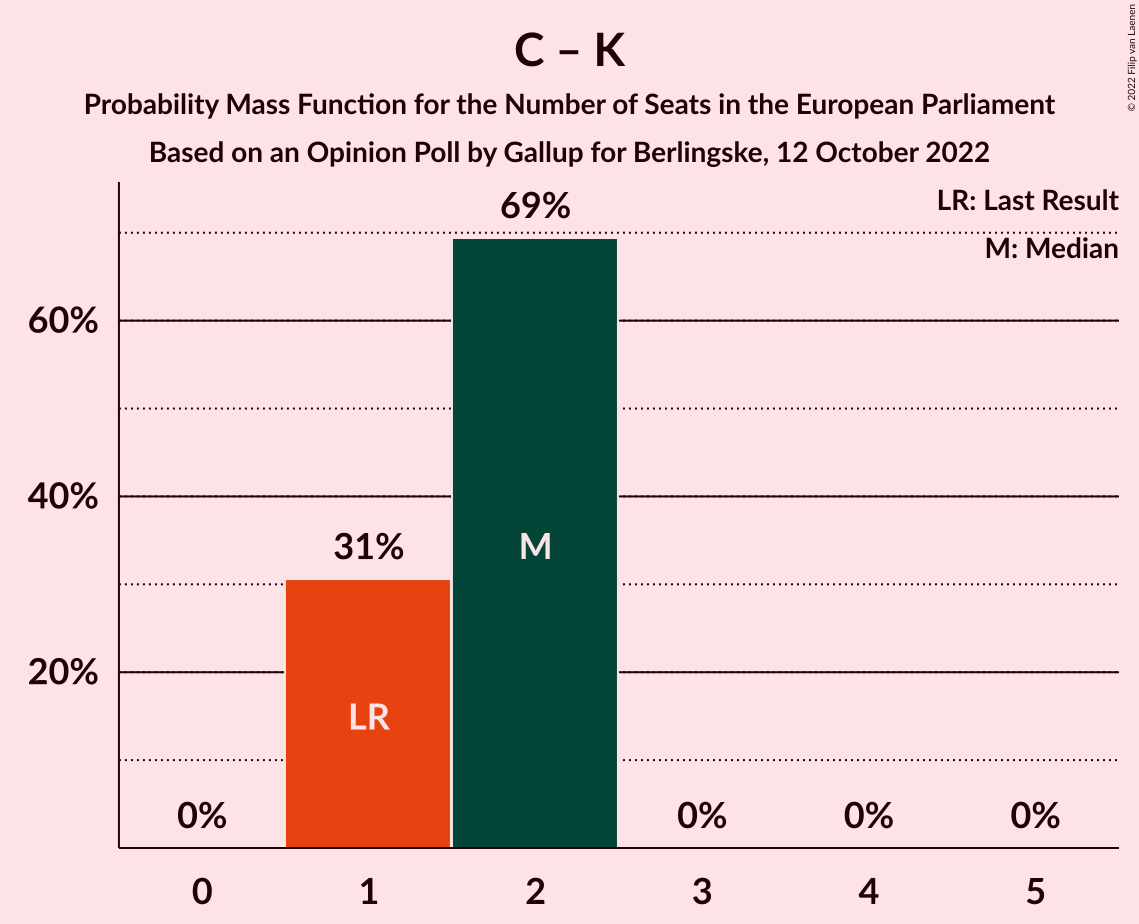 C – K
Probability Mass Function for the Number of Seats in the European Parliament
Based on an Opinion Poll by Gallup for Berlingske, 12 October 2022
© 2022 Filip van Laenen
LR: Last Result
M: Median
69%
60%
40%
31%
M
20%
LR
0%
0%
0%
0%
0
1
2
3
4
5